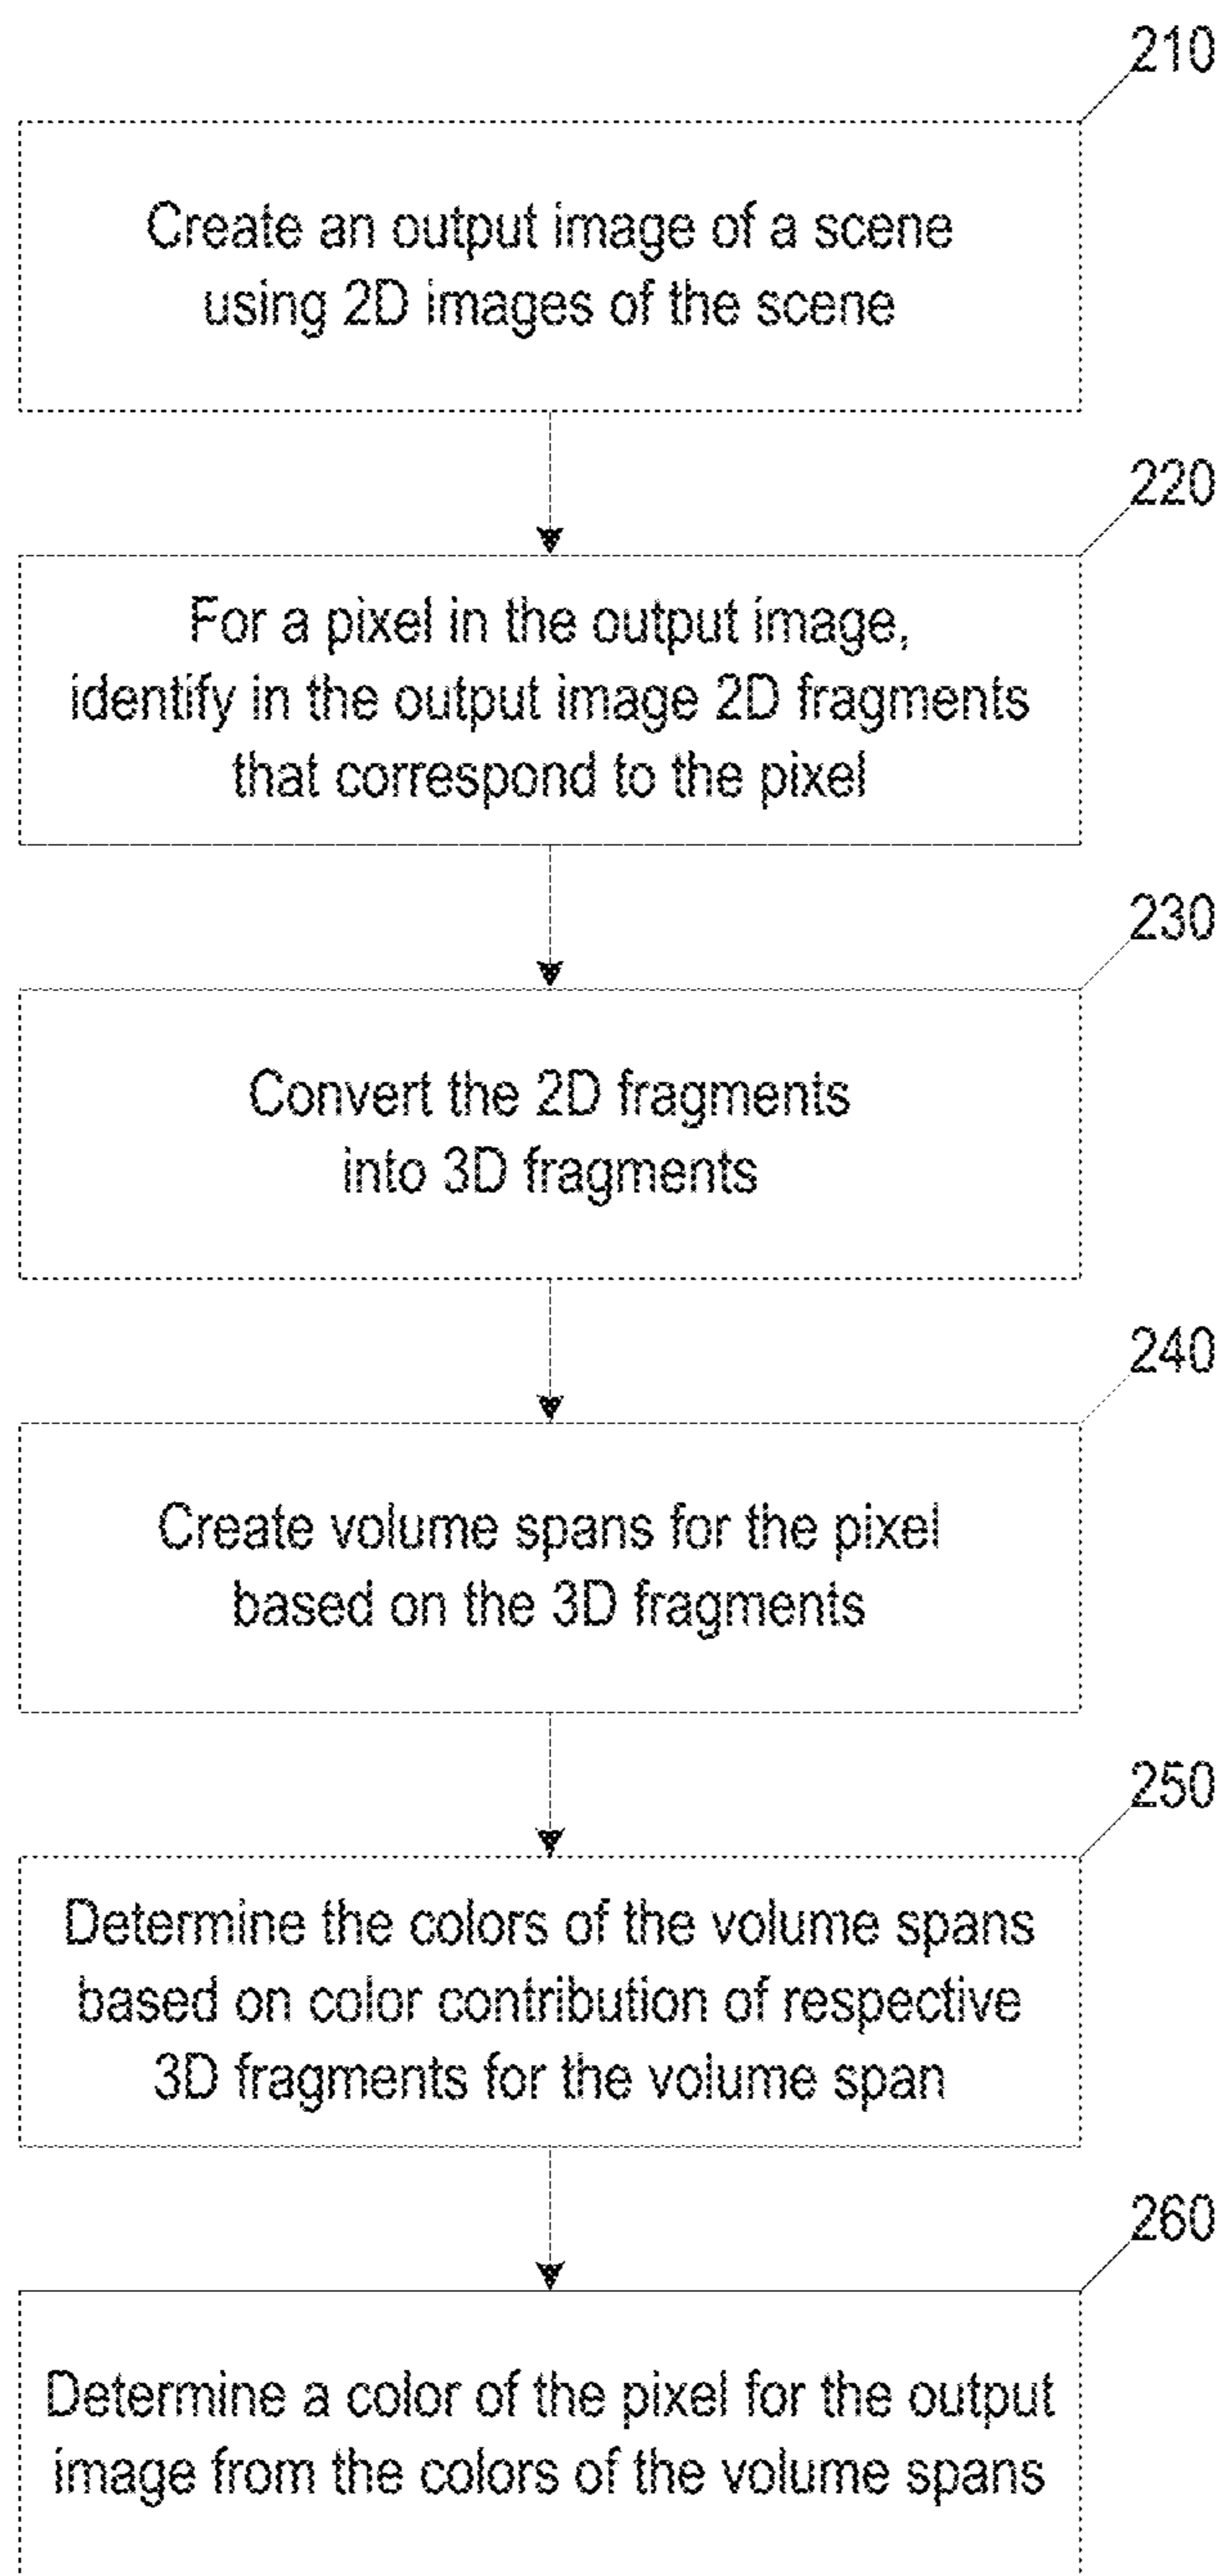 210
Create an output image of a scene
using 2D images of the scene
220
For a pixel in the output image,
identify in the output image 2D fragments
that correspond to the pixel
230
Convert the 2D fragments
into 3D fragments
240
Create volume spans for the pixel
based on the 3D fragments
250
Determine the colors of the volume spans
based on color contribution of respective
3D fragments for the volume span
260
Determine a color of the pixel for the output
image from the colors of the volume spans